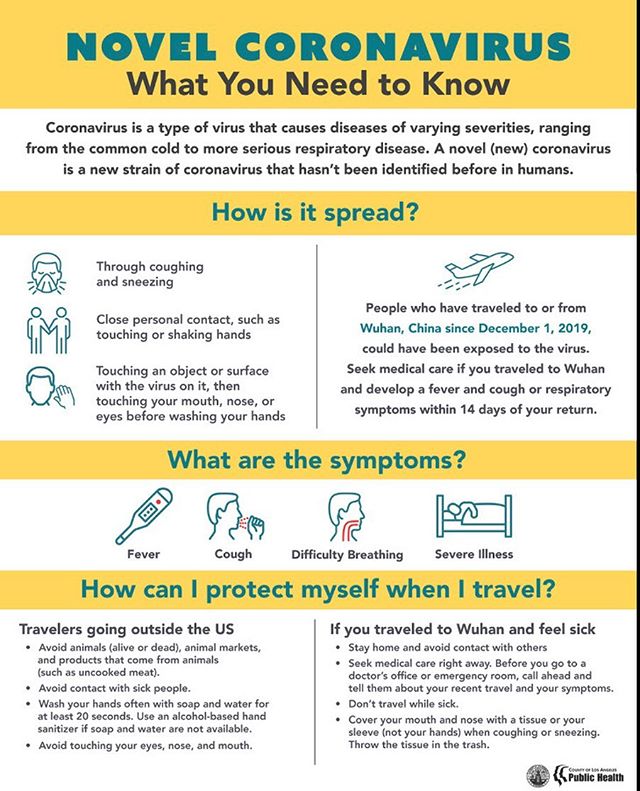 NOVEL CORONAVIRUS
What You Need to Know
Coronavirus is a type of virus that causes diseases of varying severities, ranging
from the common cold to more serious respiratory disease. A novel (new) coronavirus
is a new strain of coronavirus that hasn't been identified before in humans.
How is it spread?
Through coughing
and sneezing
Close personal contact, such as
touching or shaking hands
Touching an object or surface
with the virus on it, then
touching your mouth, nose, or
eyes before washing your hands
People who have traveled to or from
Wuhan, China since December 1, 2019,
could have been exposed to the virus.
Seek medical care if you traveled to Wuhan
and develop a fever and cough or respiratory
symptoms within 14 days of your return.
What are the symptoms?
Fever
Cough
Difficulty Breathing
Severe Illness
How can I protect myself when I travel?
Travelers going outside the US
• Avoid animals (alive or dead), animal markets,
and products that come from animals
(such as uncooked meat).
• Avoid contact with sick people.
• Wash your hands often with soap and water for
at least 20 seconds. Use an alcohol-based hand
sanitizer if soap and water are not available.
• Avoid touching your eyes, nose, and mouth.
If you traveled to Wuhan and feel sick
• Stay home and avoid contact with others
• Seek medical care right away. Before you go to a
doctor's office or emergency room, call ahead and
tell them about your recent travel and your symptoms.
• Don't travel while sick.
• Cover your mouth and nose with a tissue or your
sleeve (not your hands) when coughing or sneezing.
Throw the tissue in the trash.
COUNTY OF LOS ANGELES
Public Health